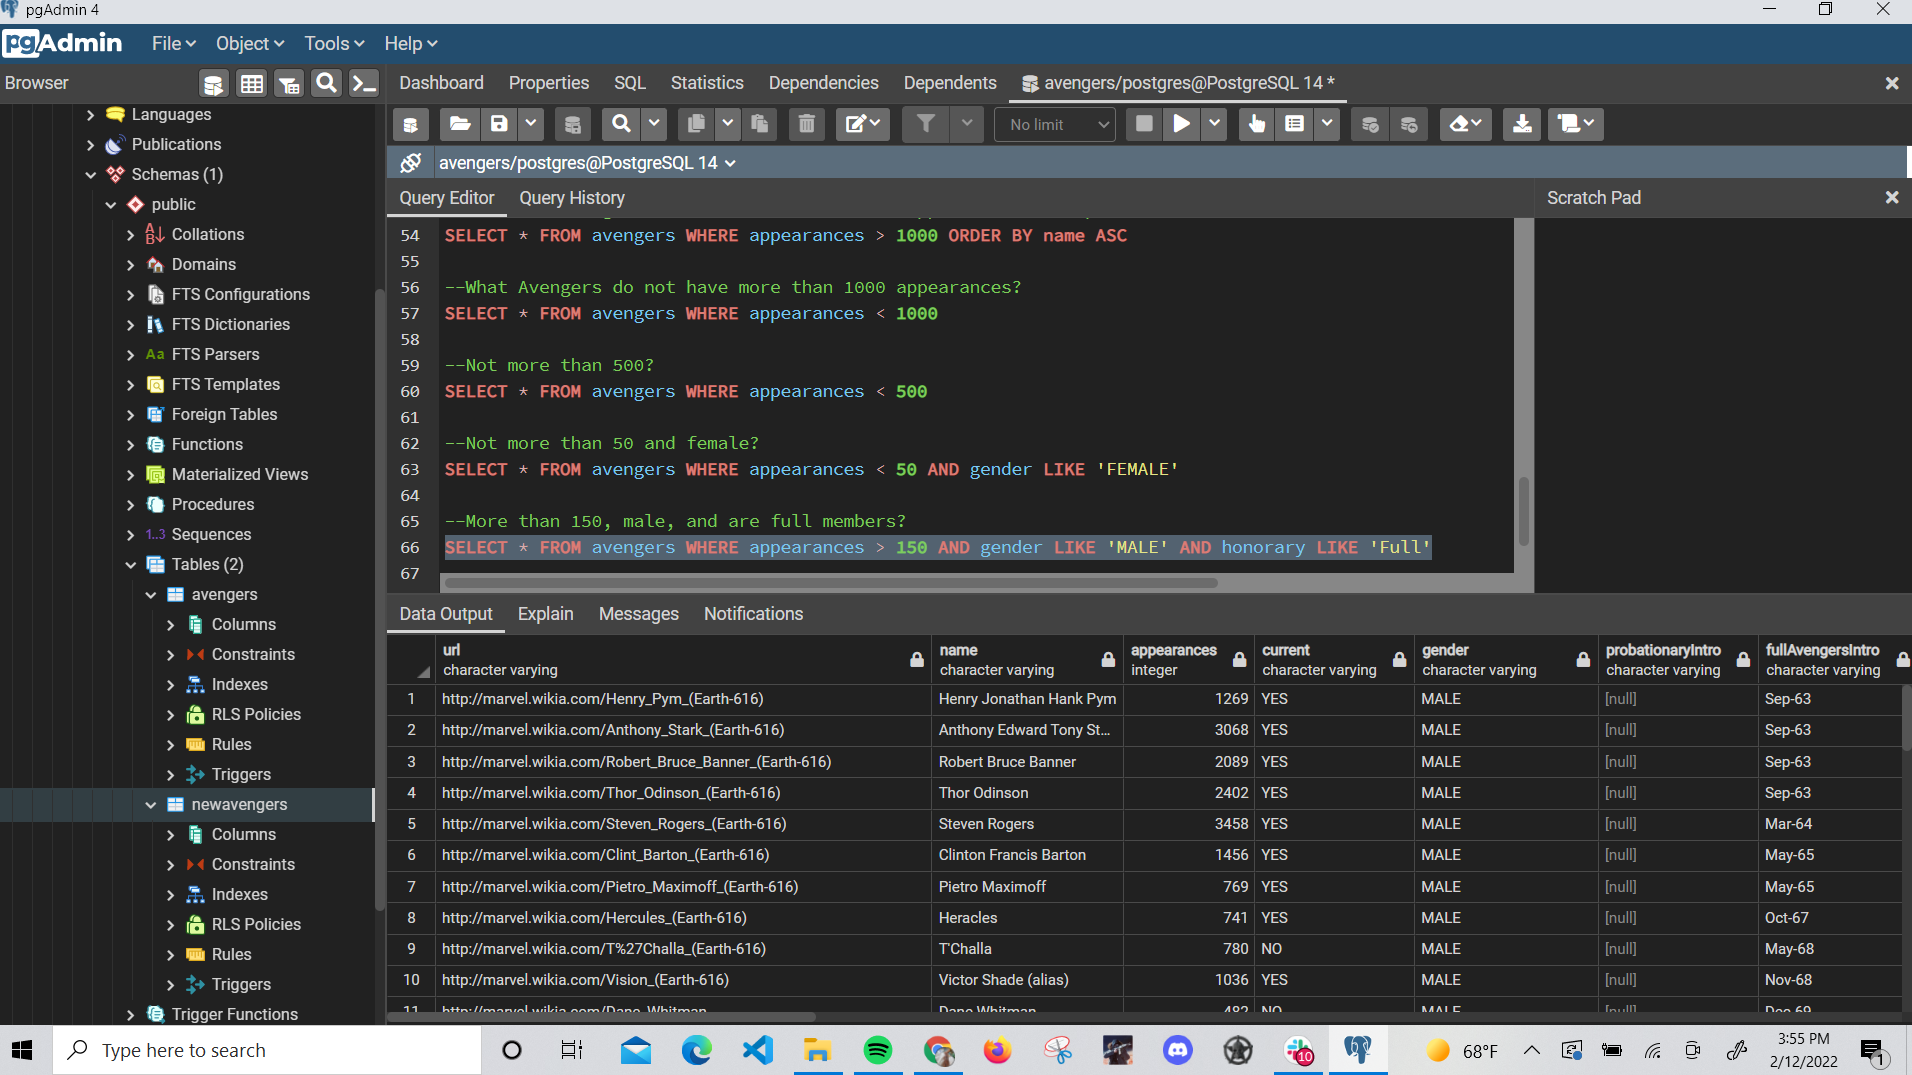 pgAdmin 4
pgAdmin File Object Tools Help
Browser
Dashboard Properties SQL Statistics Dependencies Dependents avengers/postgres@PostgreSQL 14 *
No limit
avengers/postgres@PostgreSQL 14
Query Editor Query History
Scratch Pad
Languages
Publications
Schemas (1)
public
Collations
Domains
FTS Configurations
FTS Dictionaries
Aa FTS Parsers
FTS Templates
Foreign Tables
Functions
Materialized Views
Procedures
1..3 Sequences
Tables (2)
avengers
Columns
Constraints
Indexes
RLS Policies
Rules
Triggers
newavengers
Columns
Constraints
Indexes
RLS Policies
Rules
Triggers
Trigger Functions
54 SELECT * FROM avengers WHERE appearances > 1000 ORDER BY name ASC
55
56 --What Avengers do not have more than 1000 appearances?
57 SELECT * FROM avengers WHERE appearances < 1000
58
59 --Not more than 500?
60 SELECT * FROM avengers WHERE appearances < 500
61
62 --Not more than 50 and female?
63 SELECT * FROM avengers WHERE appearances < 50 AND gender LIKE 'FEMALE'
64
65 --More than 150, male, and are full members?
66 SELECT * FROM avengers WHERE appearances > 150 AND gender LIKE 'MALE' AND honorary LIKE 'Full'
67
Data Output Explain Messages Notifications
url name appearances current gender probationaryIntro fullAvengersIntro
character varying character varying integer character varying character varying character varying character varying
1 http://marvel.wikia.com/Henry_Pym_(Earth-616) Henry Jonathan Hank Pym 1269 YES MALE [null] Sep-63
2 http://marvel.wikia.com/Anthony_Stark_(Earth-616) Anthony Edward Tony St... 3068 YES MALE [null] Sep-63
3 http://marvel.wikia.com/Robert_Bruce_Banner_(Earth-616) Robert Bruce Banner 2089 YES MALE [null] Sep-63
4 http://marvel.wikia.com/Thor_Odinson_(Earth-616) Thor Odinson 2402 YES MALE [null] Sep-63
5 http://marvel.wikia.com/Steven_Rogers_(Earth-616) Steven Rogers 3458 YES MALE [null] Mar-64
6 http://marvel.wikia.com/Clint_Barton_(Earth-616) Clinton Francis Barton 1456 YES MALE [null] May-65
7 http://marvel.wikia.com/Pietro_Maximoff_(Earth-616) Pietro Maximoff 769 YES MALE [null] May-65
8 http://marvel.wikia.com/Hercules_(Earth-616) Heracles 741 YES MALE [null] Oct-67
9 http://marvel.wikia.com/T%27Challa_(Earth-616) T'Challa 780 NO MALE [null] May-68
10 http://marvel.wikia.com/Vision_(Earth-616) Victor Shade (alias) 1036 YES MALE [null] Nov-68
11 http://marvel.wikia.com/Dane_Whitman Dane Whitman 482 NO MALE [null] Dec-69
Type here to search
10
68°F
3:55 PM
2/12/2022
1